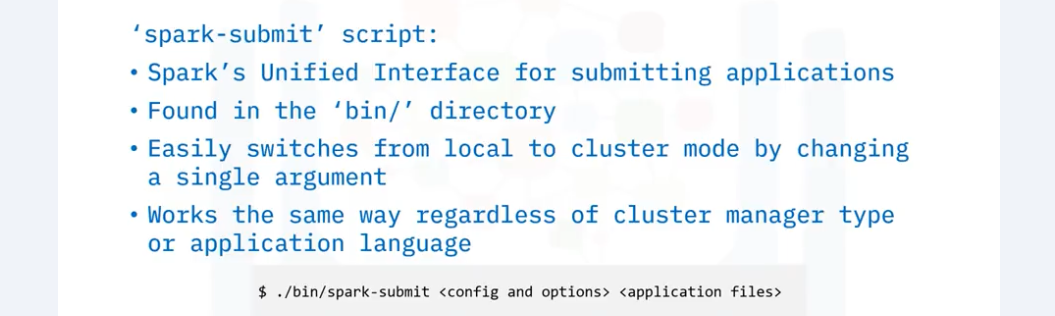 ‘spark-submit’ script:
• Spark’s Unified Interface for submitting applications
• Found in the ‘bin/’ directory
• Easily switches from local to cluster mode by changing
a single argument
• Works the same way regardless of cluster manager type
or application language
$ ./bin/spark-submit <config and options> <application files>